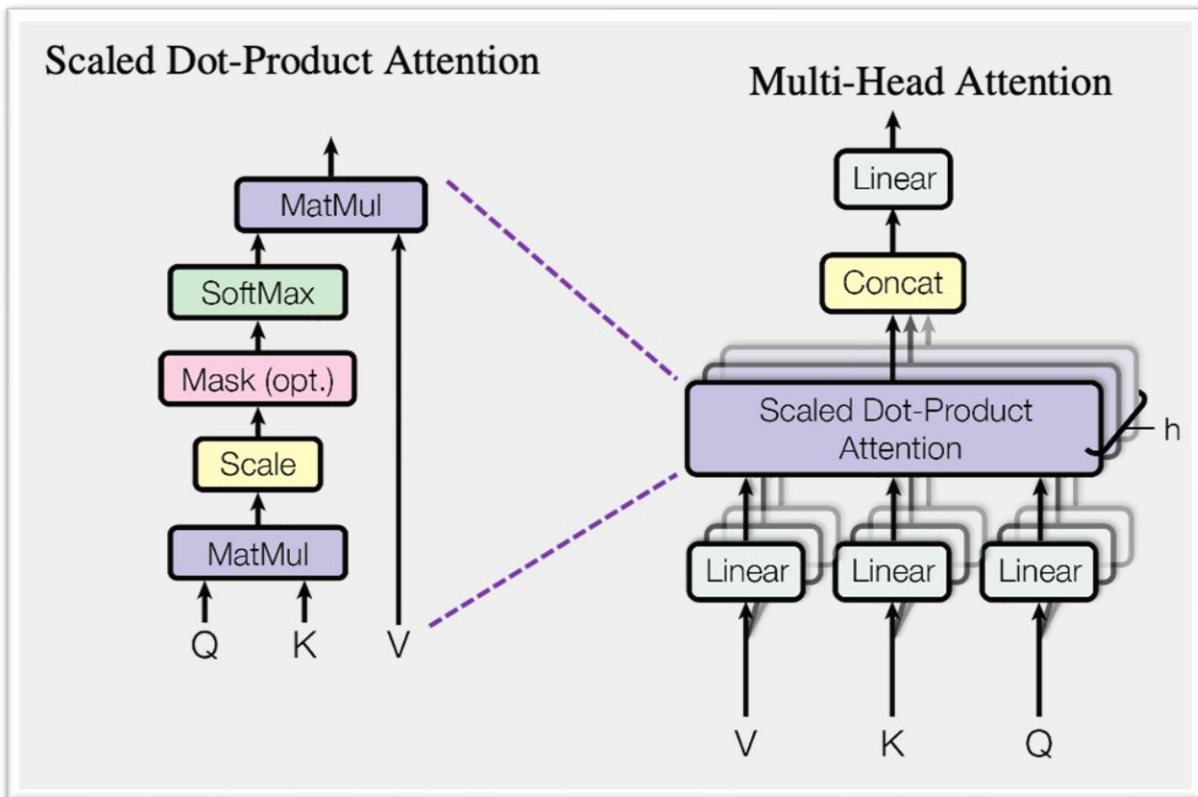 Scaled Dot-Product Attention
MatMul
SoftMax
Mask (opt.)
Scale
MatMul
Q K V
Multi-Head Attention
Linear
Concat
Scaled Dot-Product
Attention
h
Linear Linear Linear
V K Q